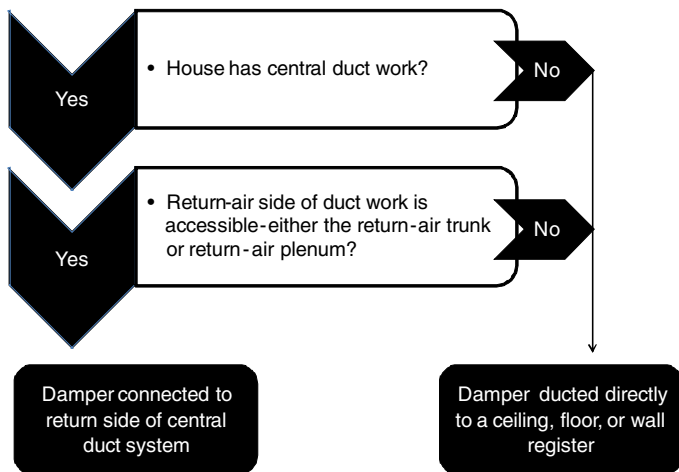 • House has central duct work?
Yes
No
• Return-air side of duct work is
accessible-either the return-air trunk
or return-air plenum?
Yes
No
Damper connected to
return side of central
duct system
Damper ducted directly
to a ceiling, floor, or wall
register